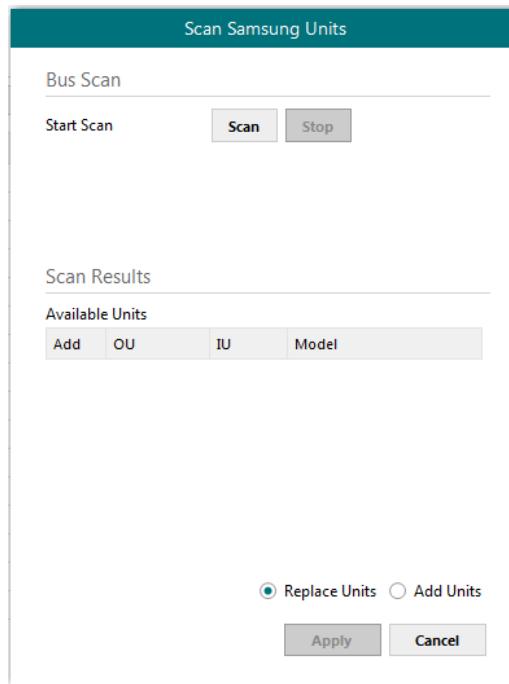 Scan Samsung Units
Bus Scan
Start Scan Scan Stop
Scan Results
Available Units
Add OU IU Model
Replace Units Add Units
Apply Cancel